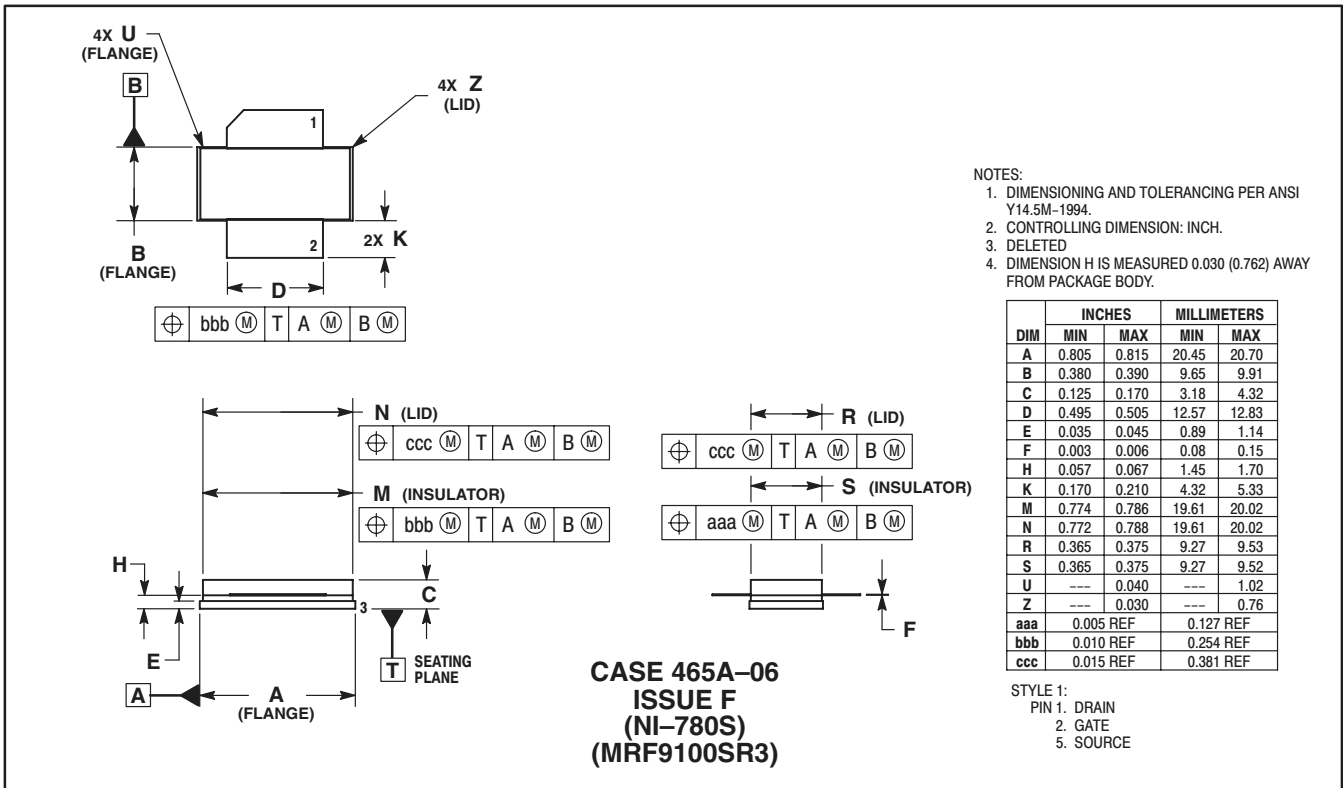 4X U
(FLANGE)
B
4X Z
(LID)
1
B
(FLANGE)
2X K
2
D
⌖ bbb Ⓜ T A Ⓜ B Ⓜ
N (LID)
⌖ ccc Ⓜ T A Ⓜ B Ⓜ
M (INSULATOR)
⌖ bbb Ⓜ T A Ⓜ B Ⓜ
H
C
3
E
T SEATING
PLANE
A
A
(FLANGE)
R (LID)
⌖ ccc Ⓜ T A Ⓜ B Ⓜ
S (INSULATOR)
⌖ aaa Ⓜ T A Ⓜ B Ⓜ
F
CASE 465A–06
ISSUE F
(NI–780S)
(MRF9100SR3)
NOTES:
1. DIMENSIONING AND TOLERANCING PER ANSI
Y14.5M–1994.
2. CONTROLLING DIMENSION: INCH.
3. DELETED
4. DIMENSION H IS MEASURED 0.030 (0.762) AWAY
FROM PACKAGE BODY.
INCHES MILLIMETERS
DIM MIN MAX MIN MAX
A 0.805 0.815 20.45 20.70
B 0.380 0.390 9.65 9.91
C 0.125 0.170 3.18 4.32
D 0.495 0.505 12.57 12.83
E 0.035 0.045 0.89 1.14
F 0.003 0.006 0.08 0.15
H 0.057 0.067 1.45 1.70
K 0.170 0.210 4.32 5.33
M 0.774 0.786 19.61 20.02
N 0.772 0.788 19.61 20.02
R 0.365 0.375 9.27 9.53
S 0.365 0.375 9.27 9.52
U ––– 0.040 ––– 1.02
Z ––– 0.030 ––– 0.76
aaa 0.005 REF 0.127 REF
bbb 0.010 REF 0.254 REF
ccc 0.015 REF 0.381 REF
STYLE 1:
PIN 1. DRAIN
2. GATE
5. SOURCE